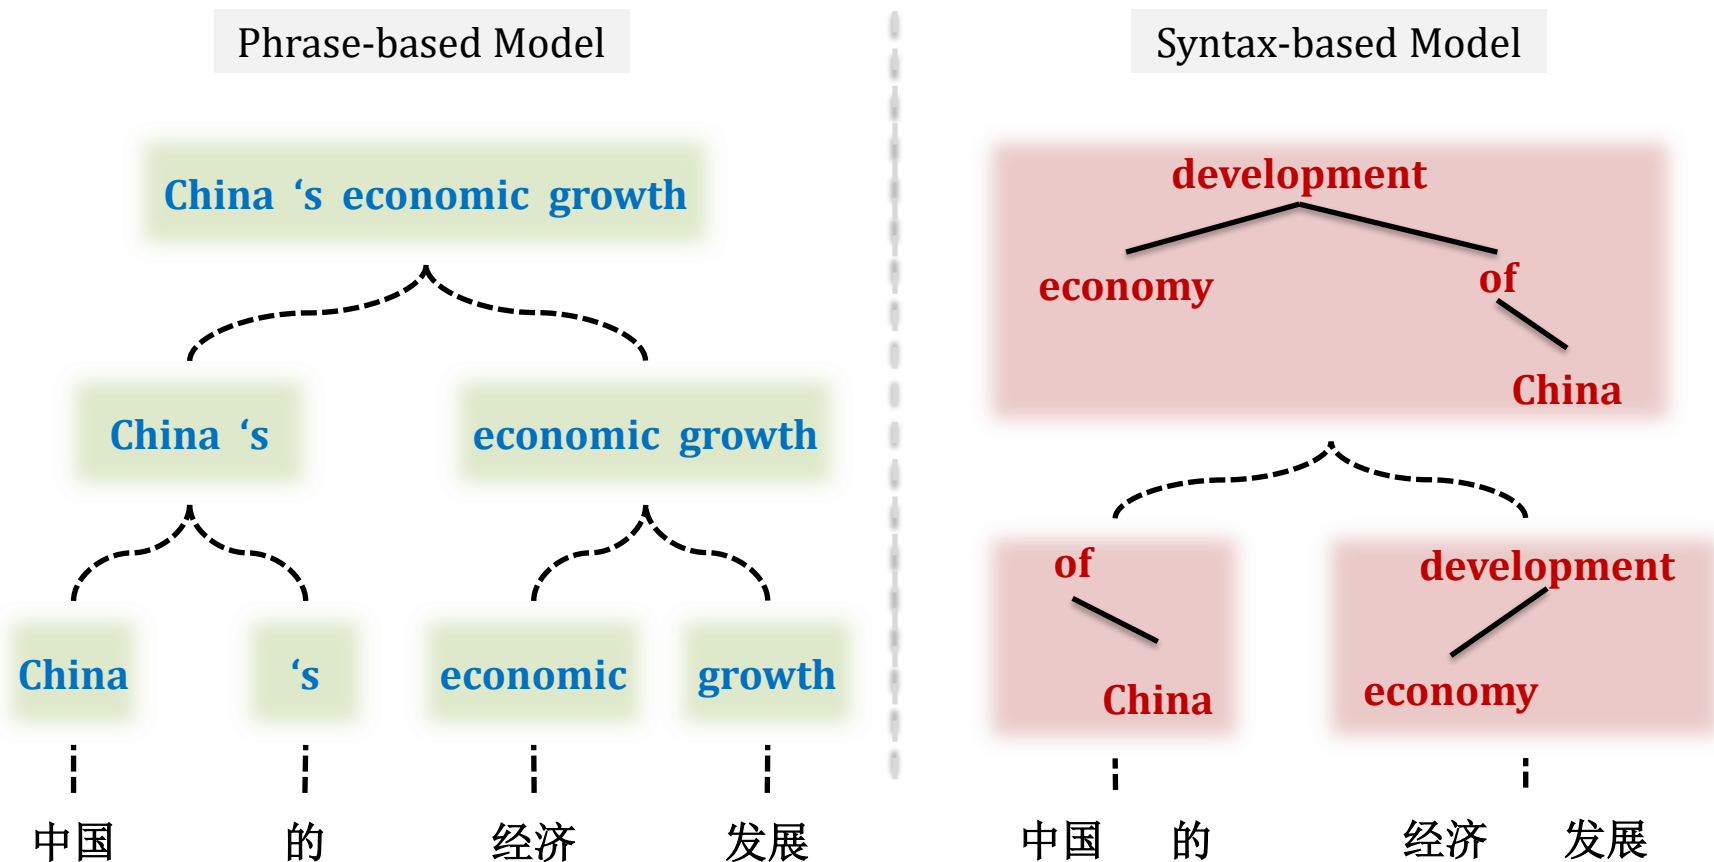 Phrase-based Model
China ‘s economic growth
China ‘s
economic growth
China
‘s
economic
growth
中国
的
经济
发展
Syntax-based Model
development
economy
of
China
of
China
development
economy
中国 的
经济 发展